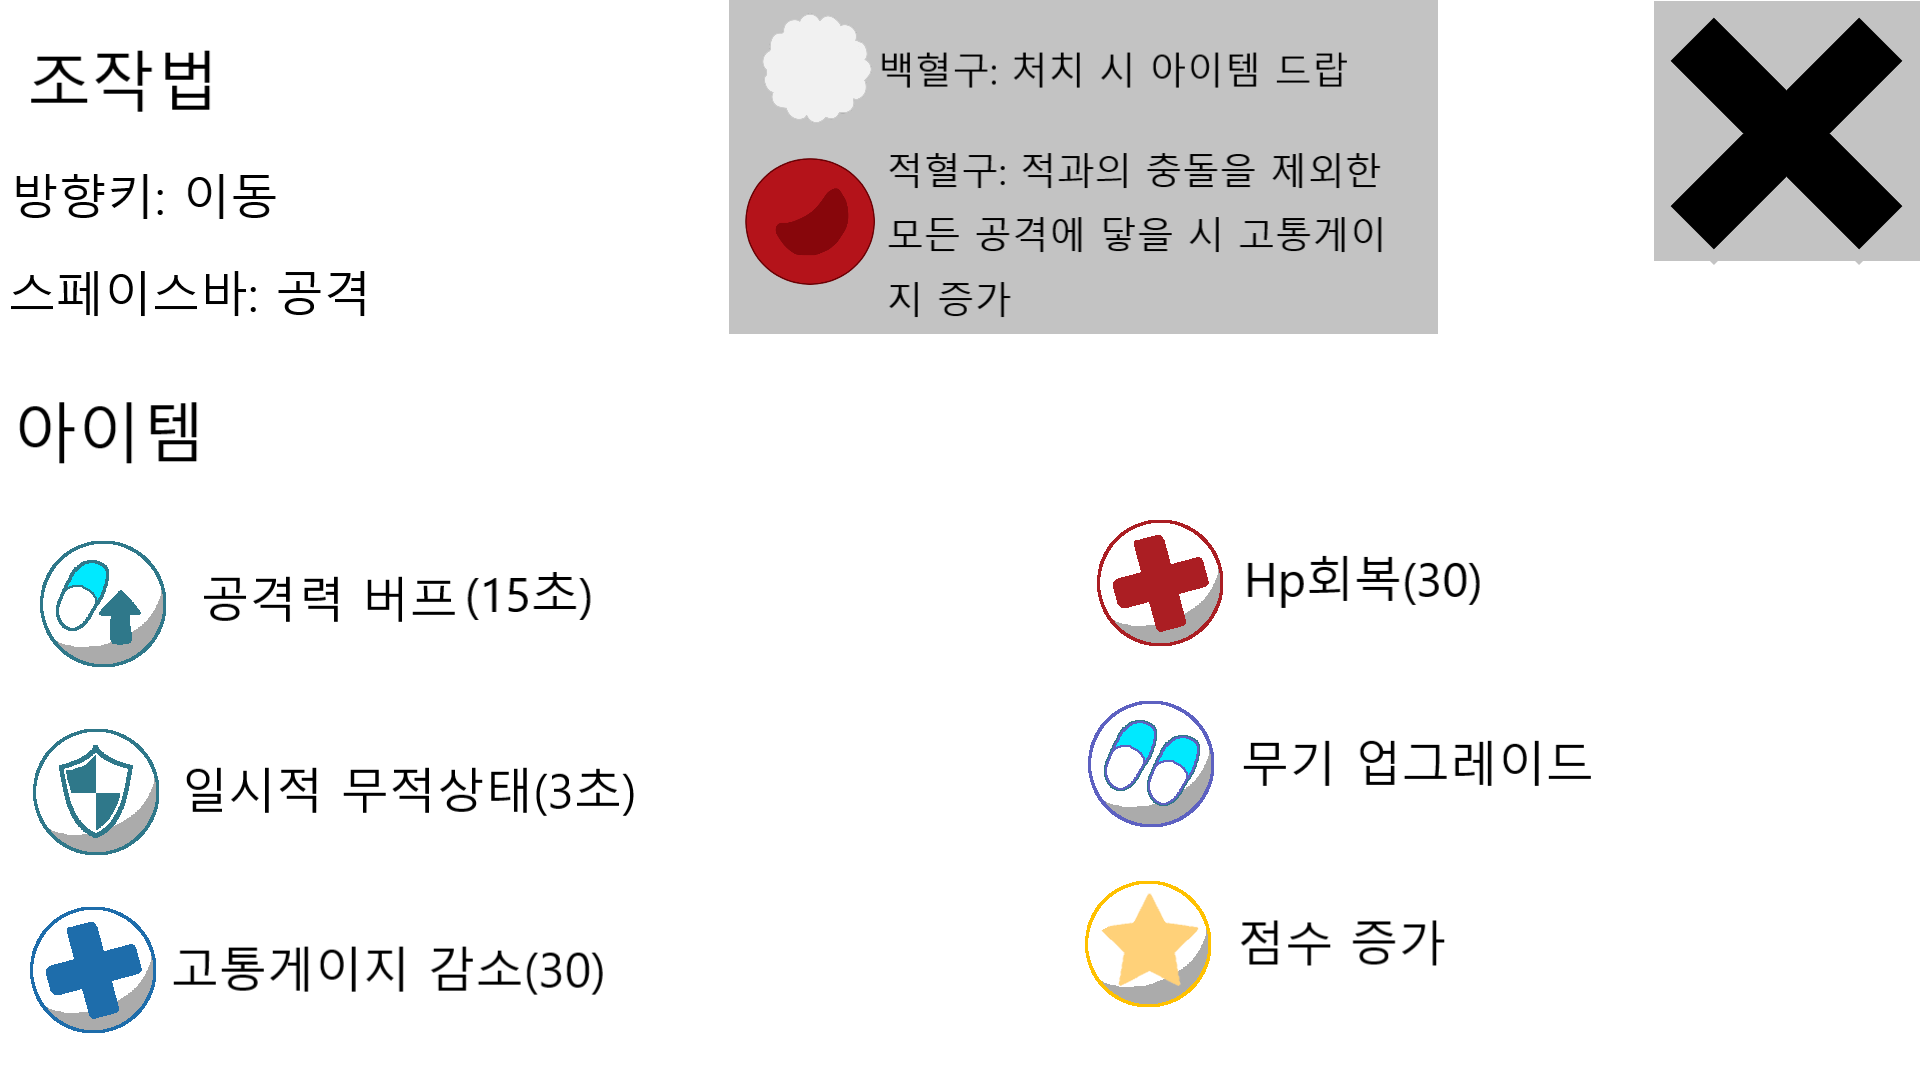 조작법
방향키: 이동
스페이스바: 공격
백혈구: 처치 시 아이템 드랍
적혈구: 적과의 충돌을 제외한
모든 공격에 닿을 시 고통게이
지 증가
아이템
공격력 버프(15초)
일시적 무적상태(3초)
고통게이지 감소(30)
Hp회복(30)
무기 업그레이드
점수 증가